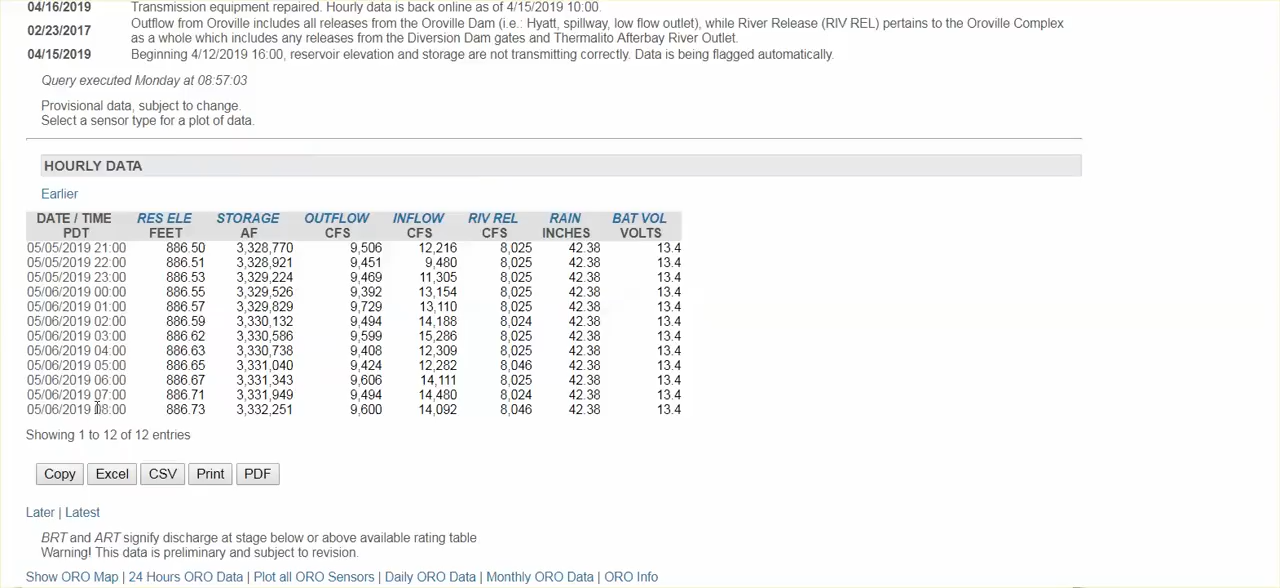 04/16/2019 Transmission equipment repaired. Hourly data is back online as of 4/15/2019 10:00.
02/23/2017 Outflow from Oroville includes all releases from the Oroville Dam (i.e.: Hyatt, spillway, low flow outlet), while River Release (RIV REL) pertains to the Oroville Complex
as a whole which includes any releases from the Diversion Dam gates and Thermalito Afterbay River Outlet.
04/15/2019 Beginning 4/12/2019 16:00, reservoir elevation and storage are not transmitting correctly. Data is being flagged automatically.
Query executed Monday at 08:57:03
Provisional data, subject to change.
Select a sensor type for a plot of data.
HOURLY DATA
Earlier
DATE / TIME RES ELE STORAGE OUTFLOW INFLOW RIV REL RAIN BAT VOL
PDT FEET AF CFS CFS CFS INCHES VOLTS
05/05/2019 21:00 886.50 3,328,770 9,506 12,216 8,025 42.38 13.4
05/05/2019 22:00 886.51 3,328,921 9,451 9,480 8,025 42.38 13.4
05/05/2019 23:00 886.53 3,329,224 9,469 11,305 8,025 42.38 13.4
05/06/2019 00:00 886.55 3,329,526 9,392 13,154 8,025 42.38 13.4
05/06/2019 01:00 886.57 3,329,829 9,729 13,110 8,025 42.38 13.4
05/06/2019 02:00 886.59 3,330,132 9,494 14,188 8,024 42.38 13.4
05/06/2019 03:00 886.62 3,330,586 9,599 15,286 8,025 42.38 13.4
05/06/2019 04:00 886.63 3,330,738 9,408 12,309 8,025 42.38 13.4
05/06/2019 05:00 886.65 3,331,040 9,424 12,282 8,046 42.38 13.4
05/06/2019 06:00 886.67 3,331,343 9,606 14,111 8,025 42.38 13.4
05/06/2019 07:00 886.71 3,331,949 9,494 14,480 8,024 42.38 13.4
05/06/2019 08:00 886.73 3,332,251 9,600 14,092 8,046 42.38 13.4
Showing 1 to 12 of 12 entries
Copy Excel CSV Print PDF
Later | Latest
BRT and ART signify discharge at stage below or above available rating table
Warning! This data is preliminary and subject to revision.
Show ORO Map | 24 Hours ORO Data | Plot all ORO Sensors | Daily ORO Data | Monthly ORO Data | ORO Info